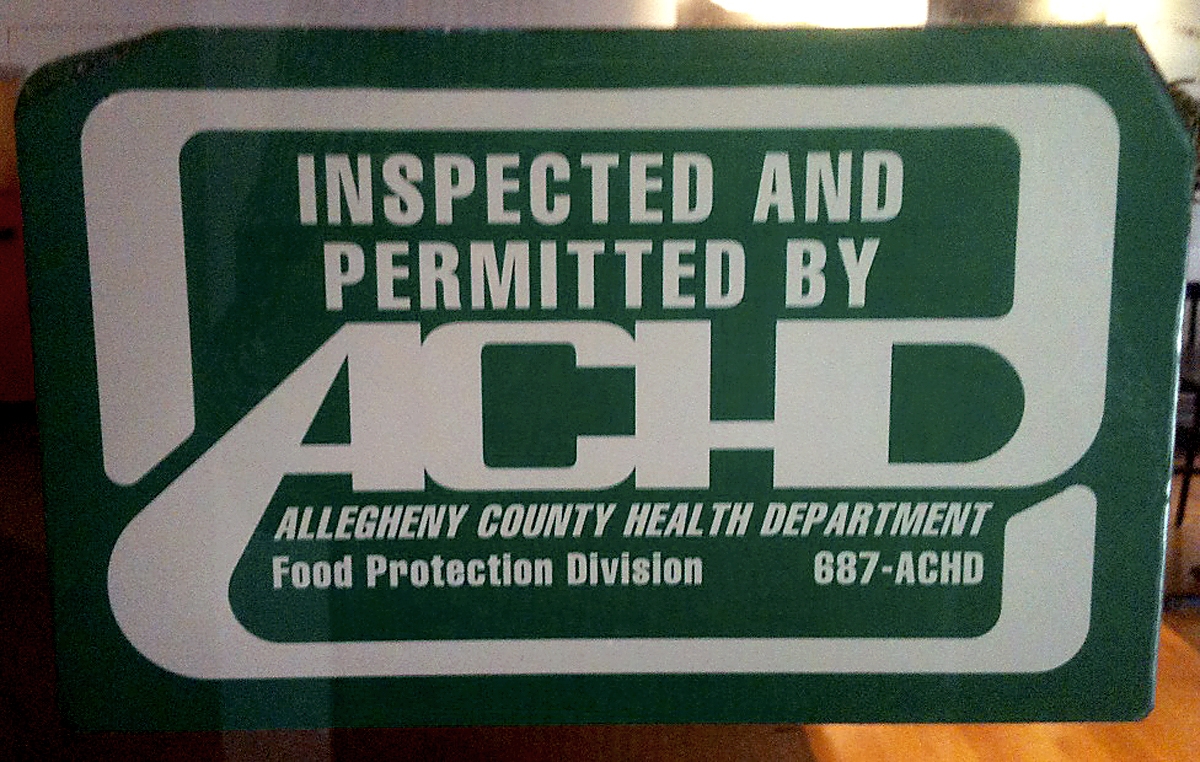 INSPECTED AND
PERMITTED BY
ACHD
ALLEGHENY COUNTY HEALTH DEPARTMENT
Food Protection Division 687-ACHD